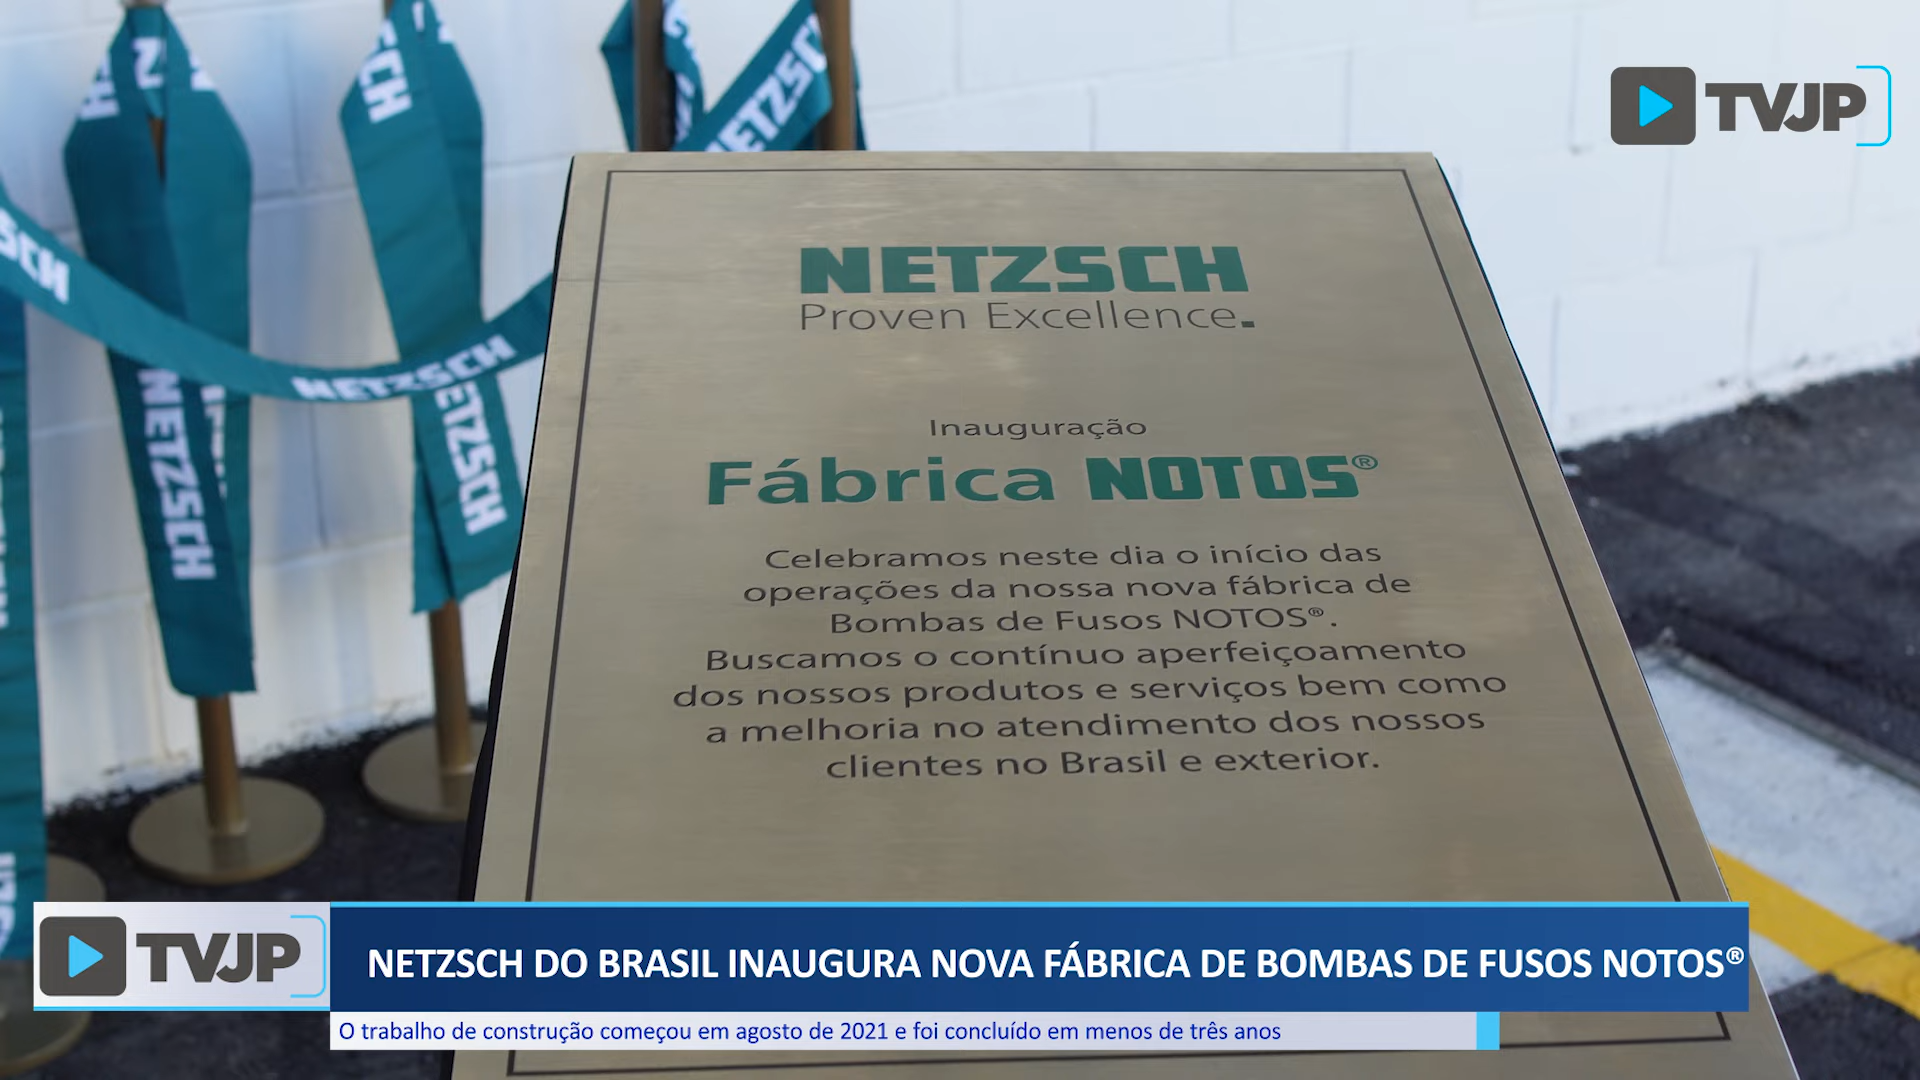 TVJP
NETZSCH
NETZSCH
NETZSCH
NETZSCH
Proven Excellence.
Inauguração
Fábrica NOTOS®
Celebramos neste dia o início das
operações da nossa nova fábrica de
Bombas de Fusos NOTOS®.
Buscamos o contínuo aperfeiçoamento
dos nossos produtos e serviços bem como
a melhoria no atendimento dos nossos
clientes no Brasil e exterior.
TVJP
NETZSCH DO BRASIL INAUGURA NOVA FÁBRICA DE BOMBAS DE FUSOS NOTOS®
O trabalho de construção começou em agosto de 2021 e foi concluído em menos de três anos